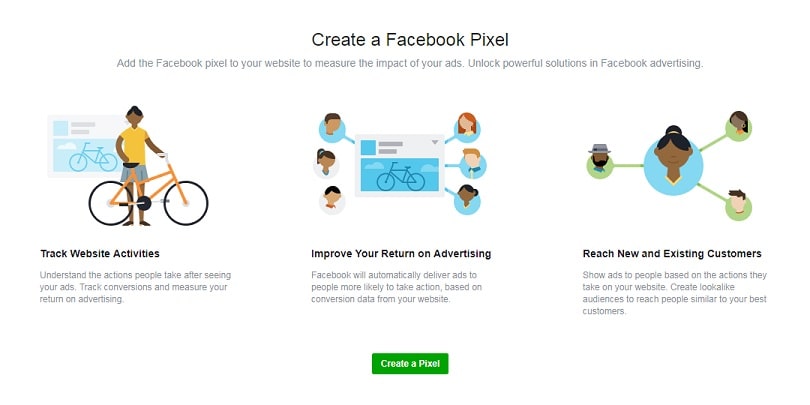 Create a Facebook Pixel
Add the Facebook pixel to your website to measure the impact of your ads. Unlock powerful solutions in Facebook advertising.
Track Website Activities
Understand the actions people take after seeing
your ads. Track conversions and measure your
return on advertising.
Improve Your Return on Advertising
Facebook will automatically deliver ads to
people more likely to take action, based on
conversion data from your website.
Reach New and Existing Customers
Show ads to people based on the actions they
take on your website. Create lookalike
audiences to reach people similar to your best
customers.
Create a Pixel